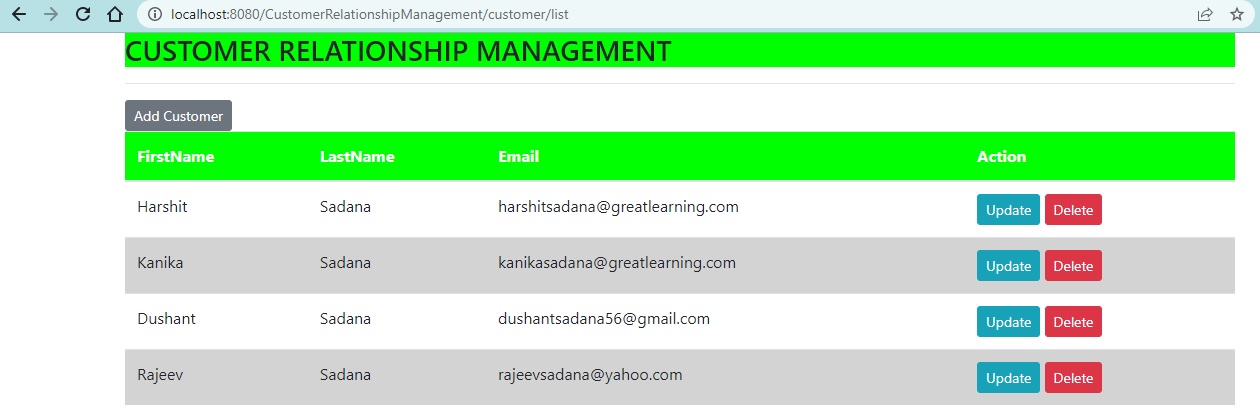 localhost:8080/CustomerRelationshipManagement/customer/list
CUSTOMER RELATIONSHIP MANAGEMENT
Add Customer
FirstName LastName Email Action
Harshit Sadana harshitsadana@greatlearning.com Update Delete
Kanika Sadana kanikasadana@greatlearning.com Update Delete
Dushant Sadana dushantsadana56@gmail.com Update Delete
Rajeev Sadana rajeevsadana@yahoo.com Update Delete